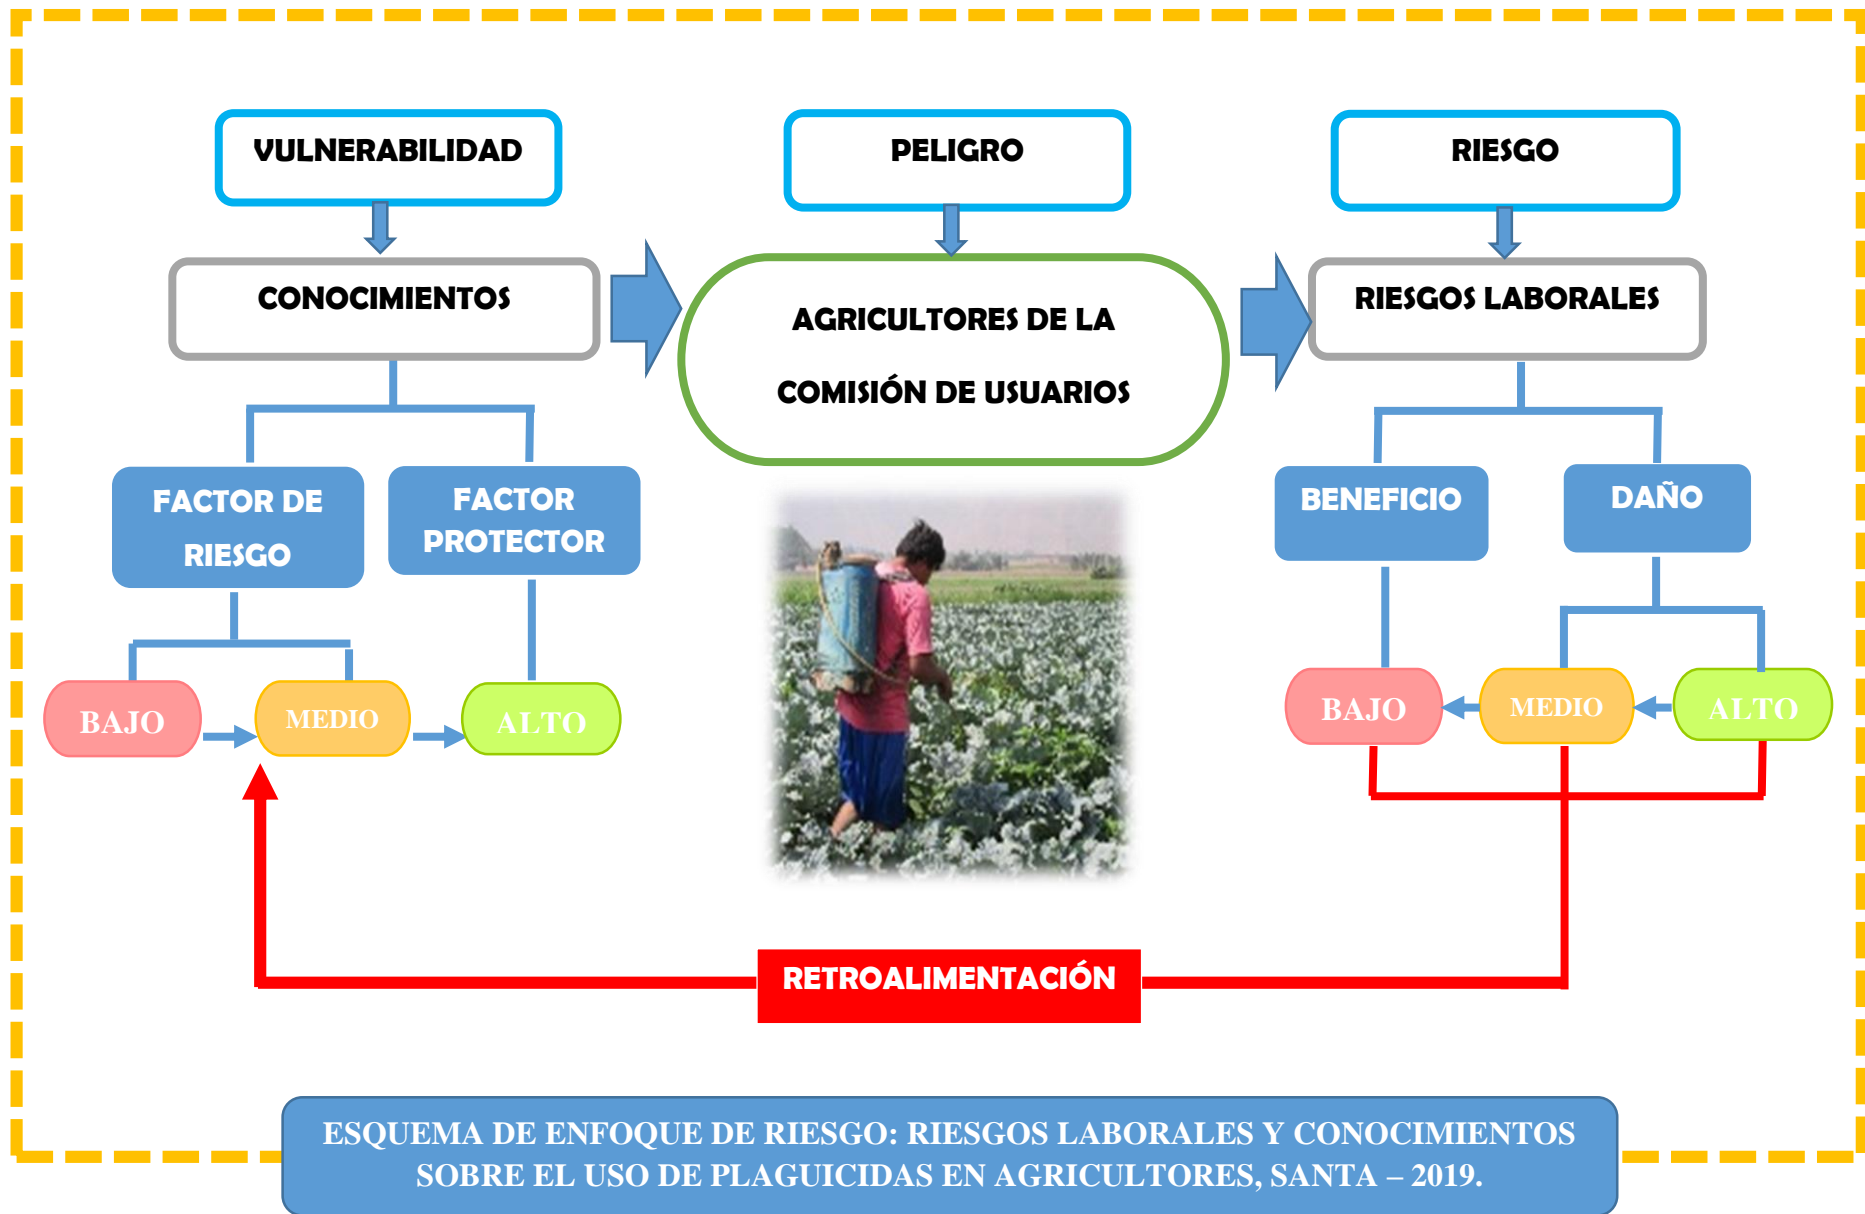 VULNERABILIDAD
PELIGRO
RIESGO
CONOCIMIENTOS
AGRICULTORES DE LA
COMISIÓN DE USUARIOS
RIESGOS LABORALES
FACTOR DE
RIESGO
FACTOR
PROTECTOR
BENEFICIO
DAÑO
BAJO
MEDIO
ALTO
BAJO
MEDIO
ALTO
RETROALIMENTACIÓN
ESQUEMA DE ENFOQUE DE RIESGO: RIESGOS LABORALES Y CONOCIMIENTOS
SOBRE EL USO DE PLAGUICIDAS EN AGRICULTORES, SANTA – 2019.